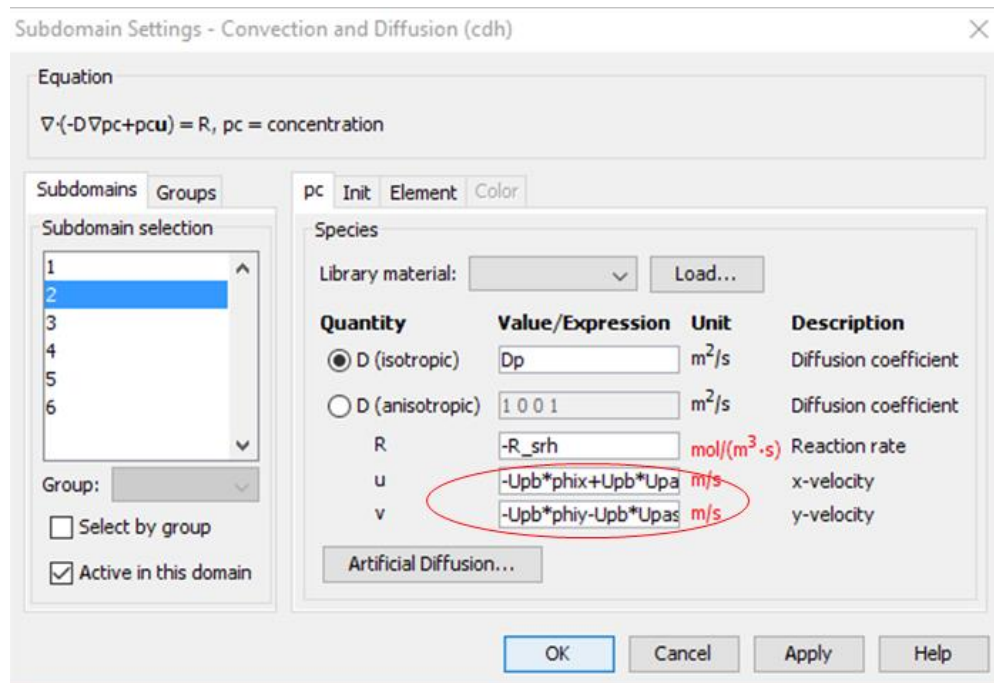 Subdomain Settings - Convection and Diffusion (cdh)
Equation
∇·(-D∇pc+pcu) = R, pc = concentration
Subdomains Groups
Subdomain selection
1
2
3
4
5
6
Group:
Select by group
Active in this domain
pc Init Element Color
Species
Library material: Load...
Quantity Value/Expression Unit Description
D (isotropic) Dp m²/s Diffusion coefficient
D (anisotropic) 1 0 0 1 m²/s Diffusion coefficient
R -R_srh mol/(m³·s) Reaction rate
u -Upb*phix+Upb*Upa m/s x-velocity
v -Upb*phiy-Upb*Upas m/s y-velocity
Artificial Diffusion...
OK Cancel Apply Help